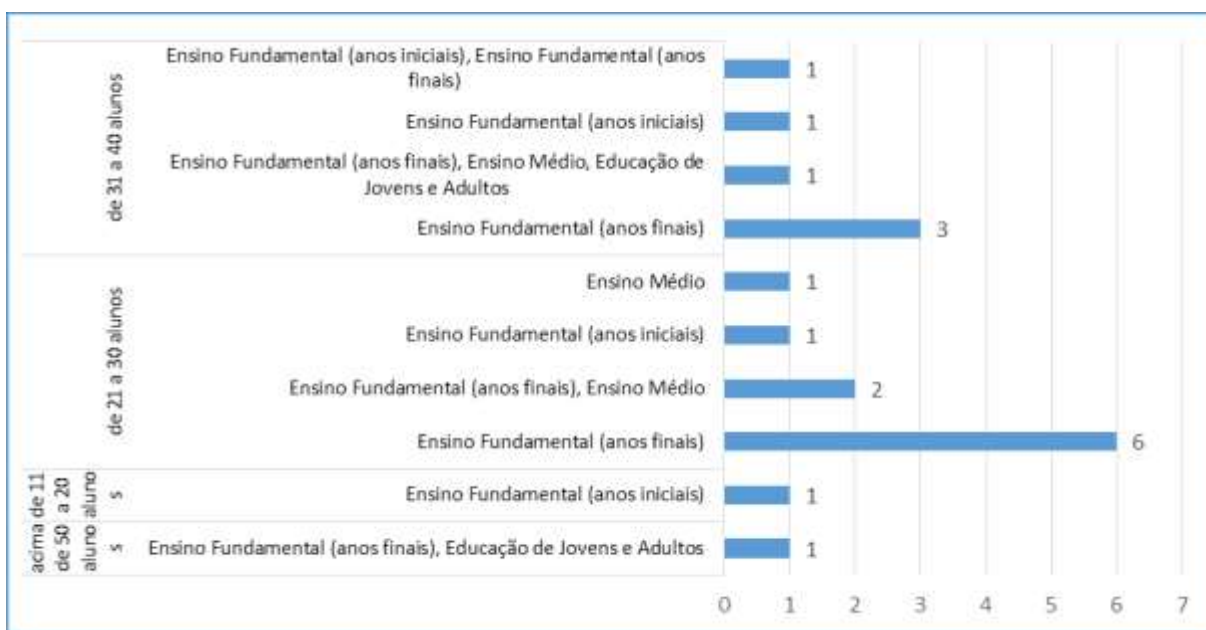 de 31 a 40 alunos
Ensino Fundamental (anos iniciais), Ensino Fundamental (anos
finais)
1
Ensino Fundamental (anos iniciais)
1
Ensino Fundamental (anos finais), Ensino Médio, Educação de
Jovens e Adultos
1
Ensino Fundamental (anos finais)
3
de 21 a 30 alunos
Ensino Médio
1
Ensino Fundamental (anos iniciais)
1
Ensino Fundamental (anos finais), Ensino Médio
2
Ensino Fundamental (anos finais)
6
de 11
a 20
aluno
s
Ensino Fundamental (anos iniciais)
1
acima
de 50
aluno
s
Ensino Fundamental (anos finais), Educação de Jovens e Adultos
1
0 1 2 3 4 5 6 7